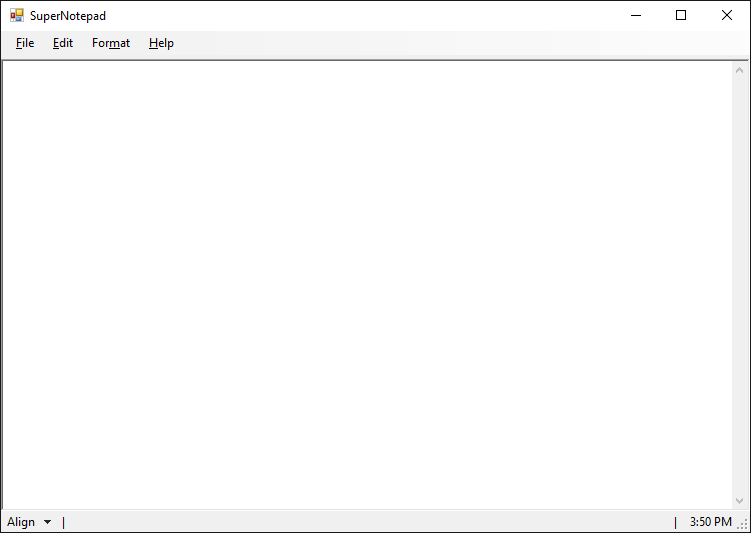 SuperNotepad
File Edit Format Help
Align | | 3:50 PM